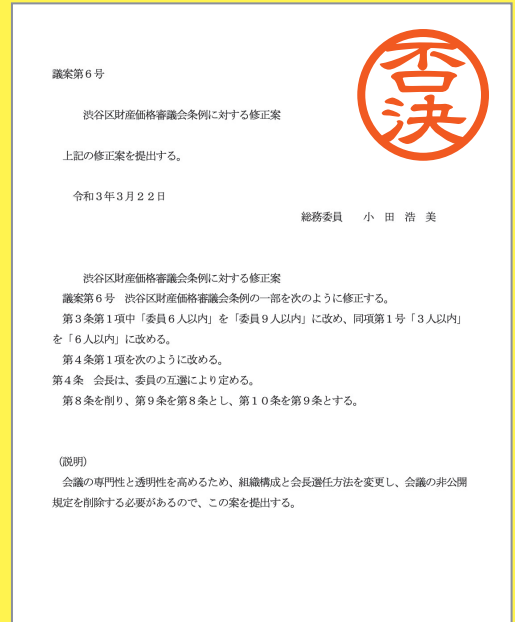 議案第６号
否決
渋谷区財産価格審議会条例に対する修正案
上記の修正案を提出する。
令和３年３月２２日
総務委員　小　田　浩　美
渋谷区財産価格審議会条例に対する修正案
議案第６号　渋谷区財産価格審議会条例の一部を次のように修正する。
第３条第１項中「委員６人以内」を「委員９人以内」に改め、同項第１号「３人以内」
を「６人以内」に改める。
第４条第１項を次のように改める。
第４条　会長は、委員の互選により定める。
第８条を削り、第９条を第８条とし、第１０条を第９条とする。
（説明）
会議の専門性と透明性を高めるため、組織構成と会長選任方法を変更し、会議の非公開
規定を削除する必要があるので、この案を提出する。